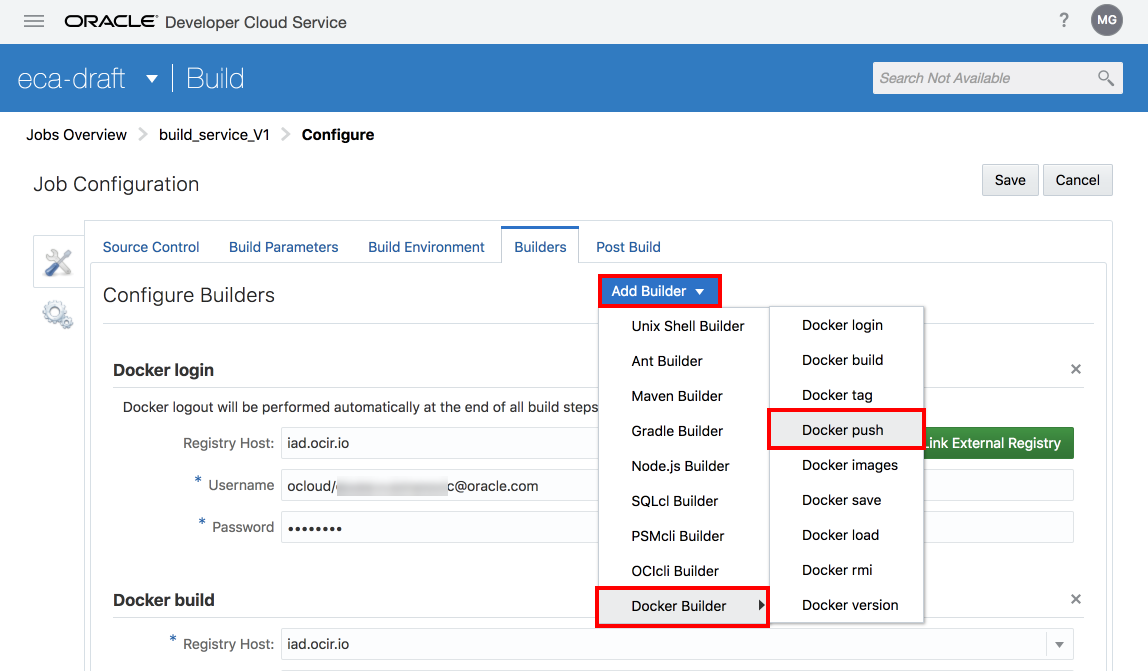 ORACLE® Developer Cloud Service
? MG
eca-draft Build
Search Not Available
Jobs Overview build_service_V1 Configure
Job Configuration
Save Cancel
Source Control Build Parameters Build Environment Builders Post Build
Configure Builders
Add Builder
Unix Shell Builder
Ant Builder
Maven Builder
Gradle Builder
Node.js Builder
SQLcl Builder
PSMcli Builder
OCIcli Builder
Docker Builder
Docker login
Docker build
Docker tag
Docker push
Docker images
Docker save
Docker load
Docker rmi
Docker version
Docker login
Docker logout will be performed automatically at the end of all build steps
Registry Host: iad.ocir.io
Link External Registry
* Username ocloud/ c@oracle.com
* Password ••••••••
Docker build
* Registry Host: iad.ocir.io